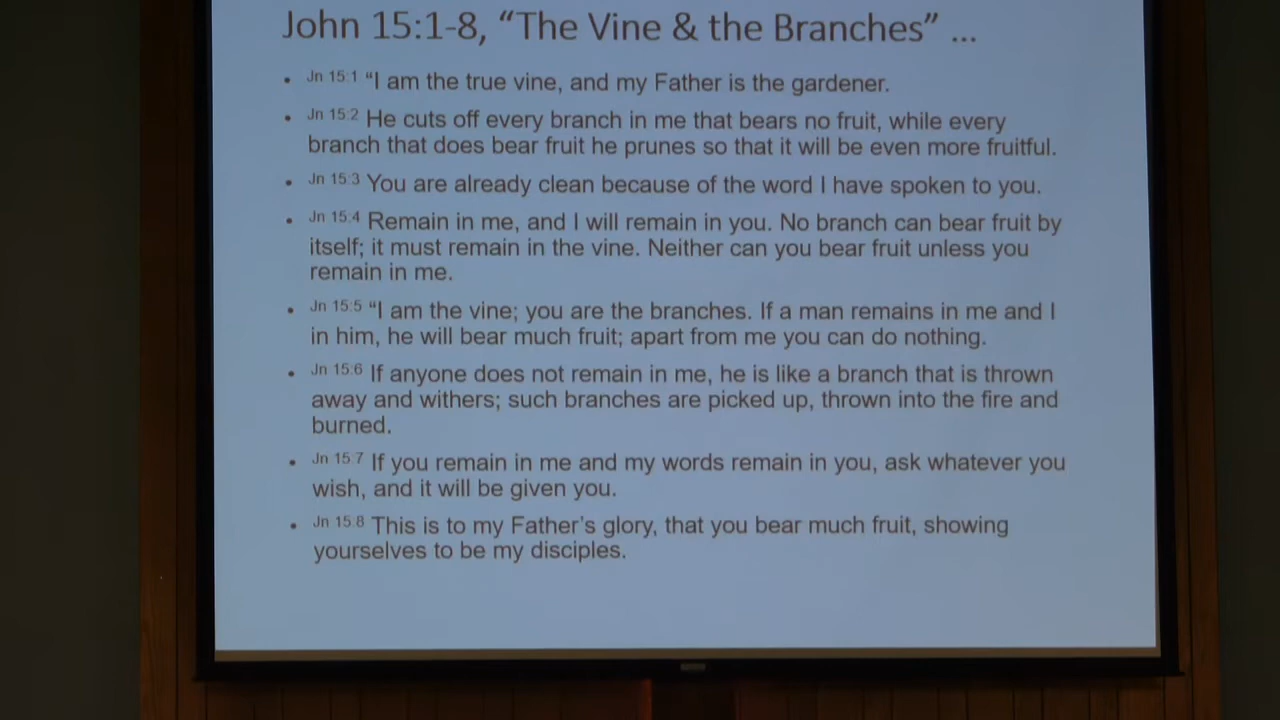 John 15:1-8, “The Vine & the Branches” ...
• Jn 15:1 “I am the true vine, and my Father is the gardener.
• Jn 15:2 He cuts off every branch in me that bears no fruit, while every
branch that does bear fruit he prunes so that it will be even more fruitful.
• Jn 15:3 You are already clean because of the word I have spoken to you.
• Jn 15:4 Remain in me, and I will remain in you. No branch can bear fruit by
itself; it must remain in the vine. Neither can you bear fruit unless you
remain in me.
• Jn 15:5 “I am the vine; you are the branches. If a man remains in me and I
in him, he will bear much fruit; apart from me you can do nothing.
• Jn 15:6 If anyone does not remain in me, he is like a branch that is thrown
away and withers; such branches are picked up, thrown into the fire and
burned.
• Jn 15:7 If you remain in me and my words remain in you, ask whatever you
wish, and it will be given you.
• Jn 15:8 This is to my Father’s glory, that you bear much fruit, showing
yourselves to be my disciples.